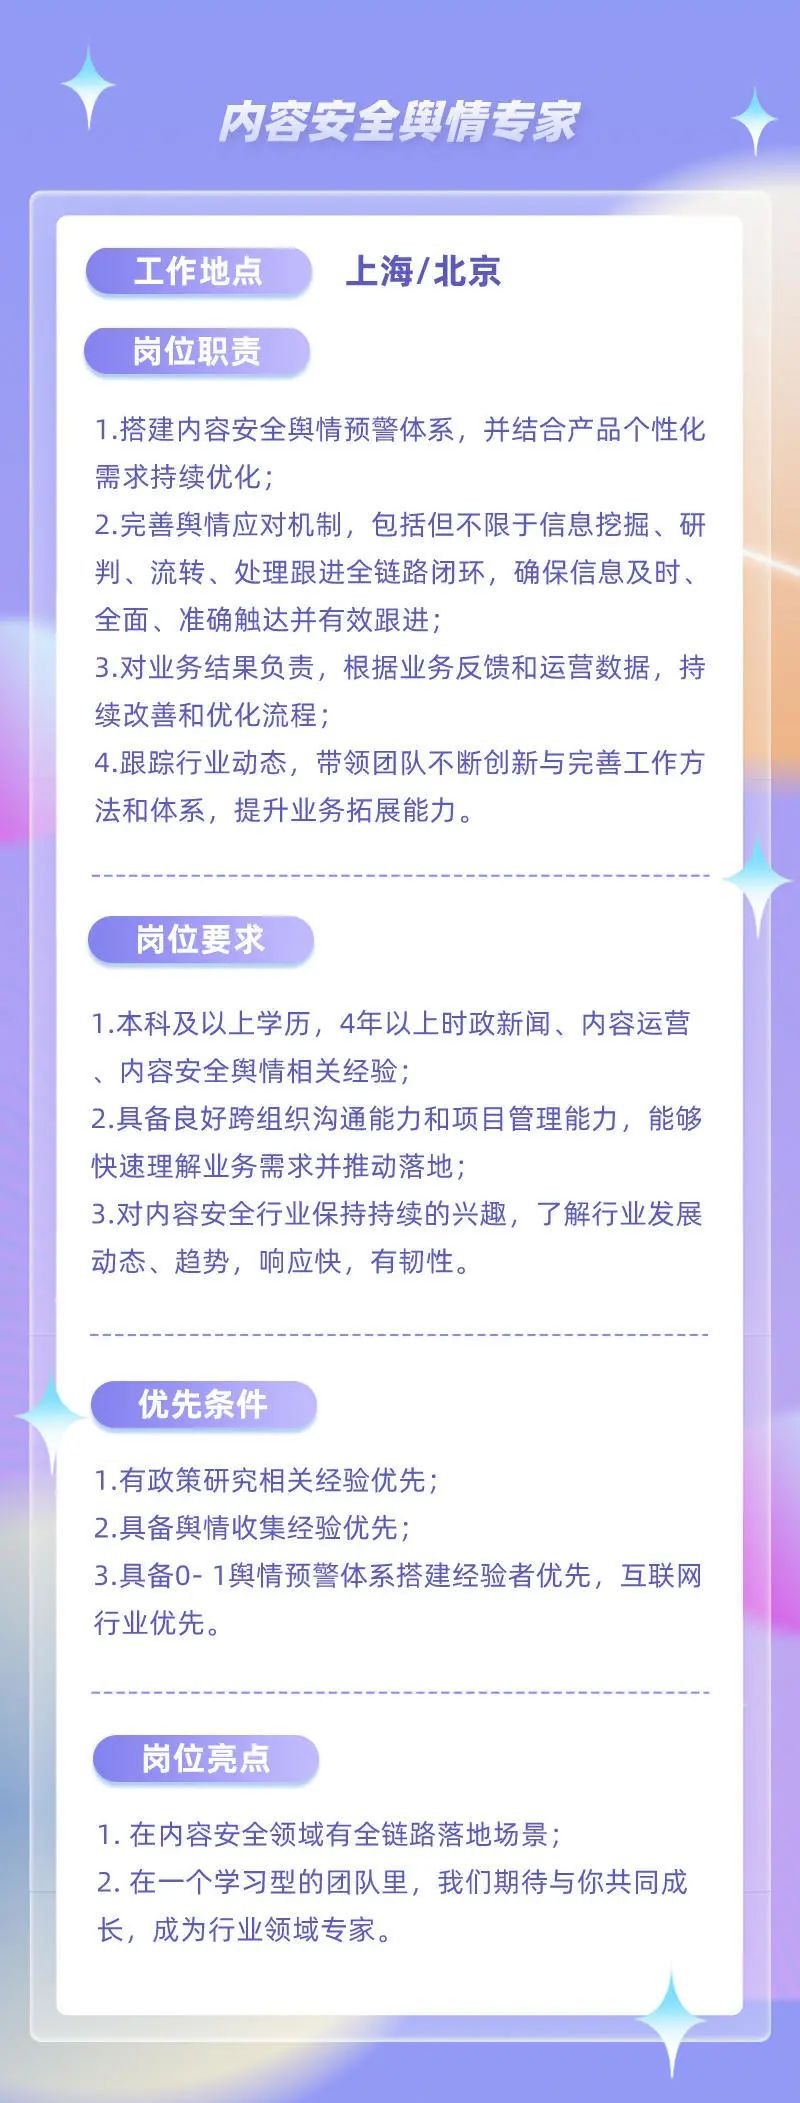 内容安全舆情专家
工作地点 上海/北京
岗位职责
1.搭建内容安全舆情预警体系，并结合产品个性化
需求持续优化；
2.完善舆情应对机制，包括但不限于信息挖掘、研
判、流转、处理跟进全链路闭环，确保信息及时、
全面、准确触达并有效跟进；
3.对业务结果负责，根据业务反馈和运营数据，持
续改善和优化流程；
4.跟踪行业动态，带领团队不断创新与完善工作方
法和体系，提升业务拓展能力。
岗位要求
1.本科及以上学历，4年以上时政新闻、内容运营
、内容安全舆情相关经验；
2.具备良好跨组织沟通能力和项目管理能力，能够
快速理解业务需求并推动落地；
3.对内容安全行业保持持续的兴趣，了解行业发展
动态、趋势，响应快，有韧性。
优先条件
1.有政策研究相关经验优先；
2.具备舆情收集经验优先；
3.具备0- 1舆情预警体系搭建经验者优先，互联网
行业优先。
岗位亮点
1. 在内容安全领域有全链路落地场景；
2. 在一个学习型的团队里，我们期待与你共同成
长，成为行业领域专家。